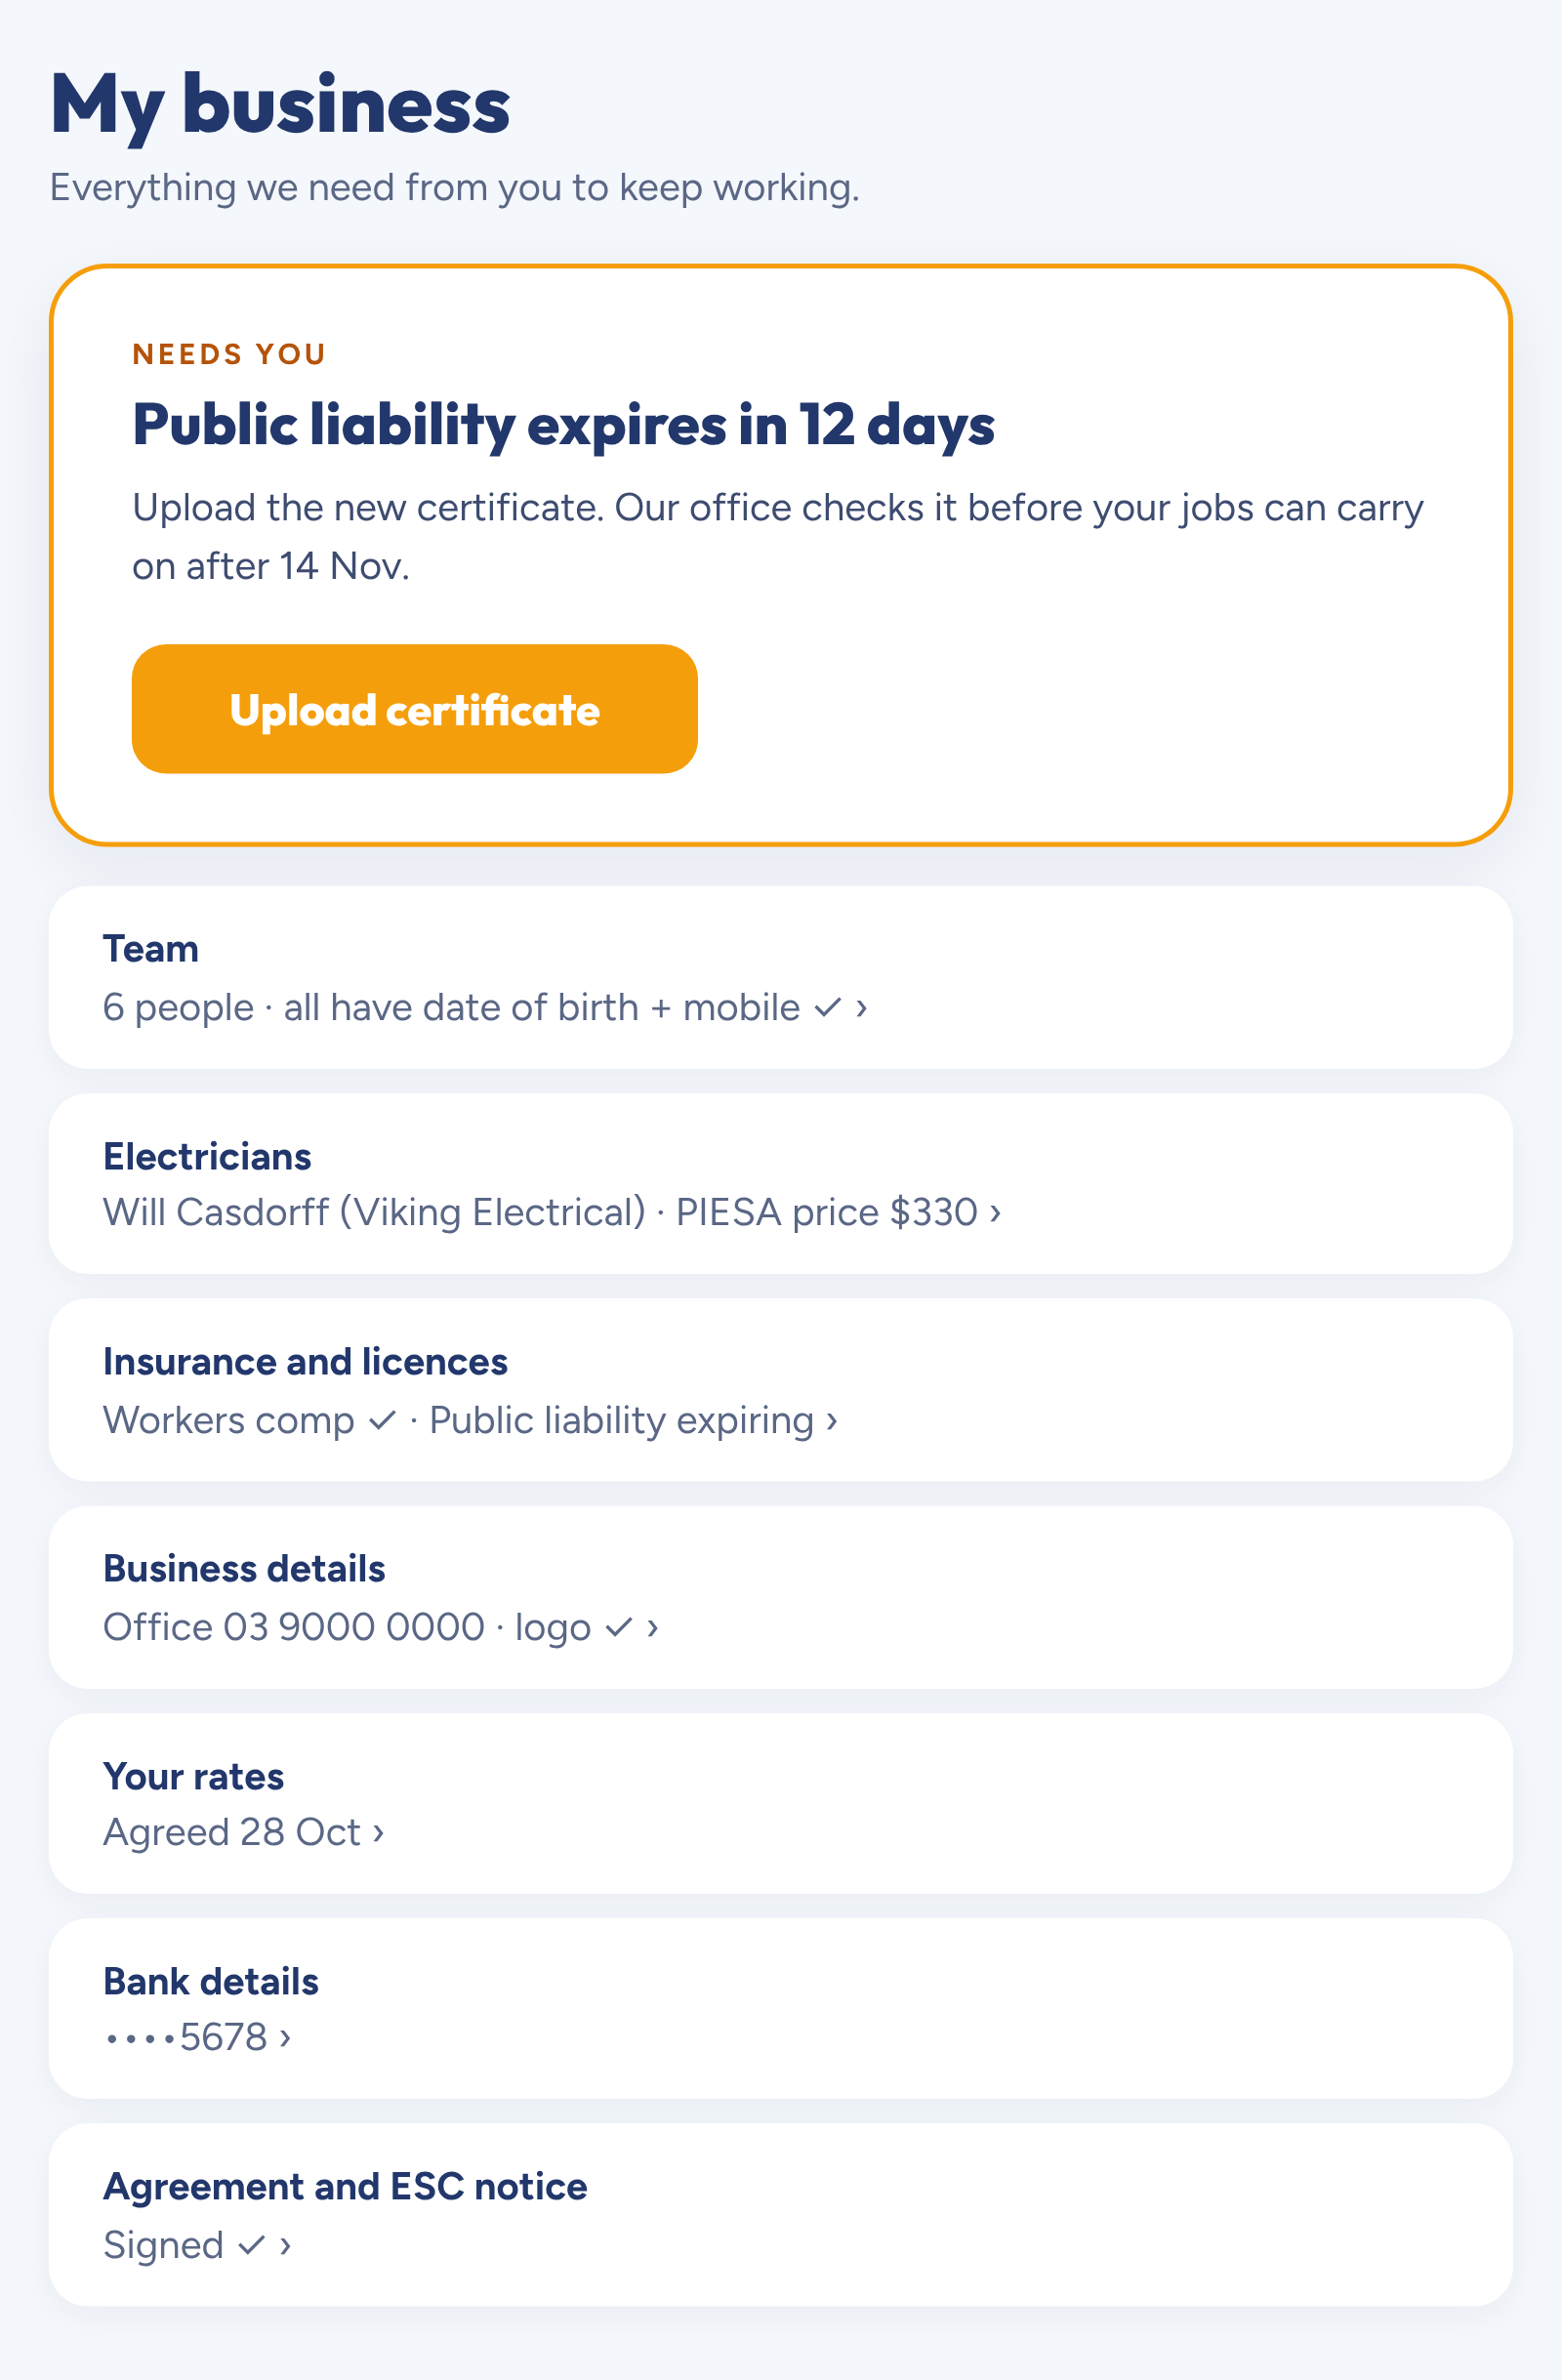 My business
Everything we need from you to keep working.
NEEDS YOU
Public liability expires in 12 days
Upload the new certificate. Our office checks it before your jobs can carry
on after 14 Nov.
Upload certificate
Team
6 people · all have date of birth + mobile ✓ ›
Electricians
Will Casdorff (Viking Electrical) · PIESA price $330 ›
Insurance and licences
Workers comp ✓ · Public liability expiring ›
Business details
Office 03 9000 0000 · logo ✓ ›
Your rates
Agreed 28 Oct ›
Bank details
••••5678 ›
Agreement and ESC notice
Signed ✓ ›